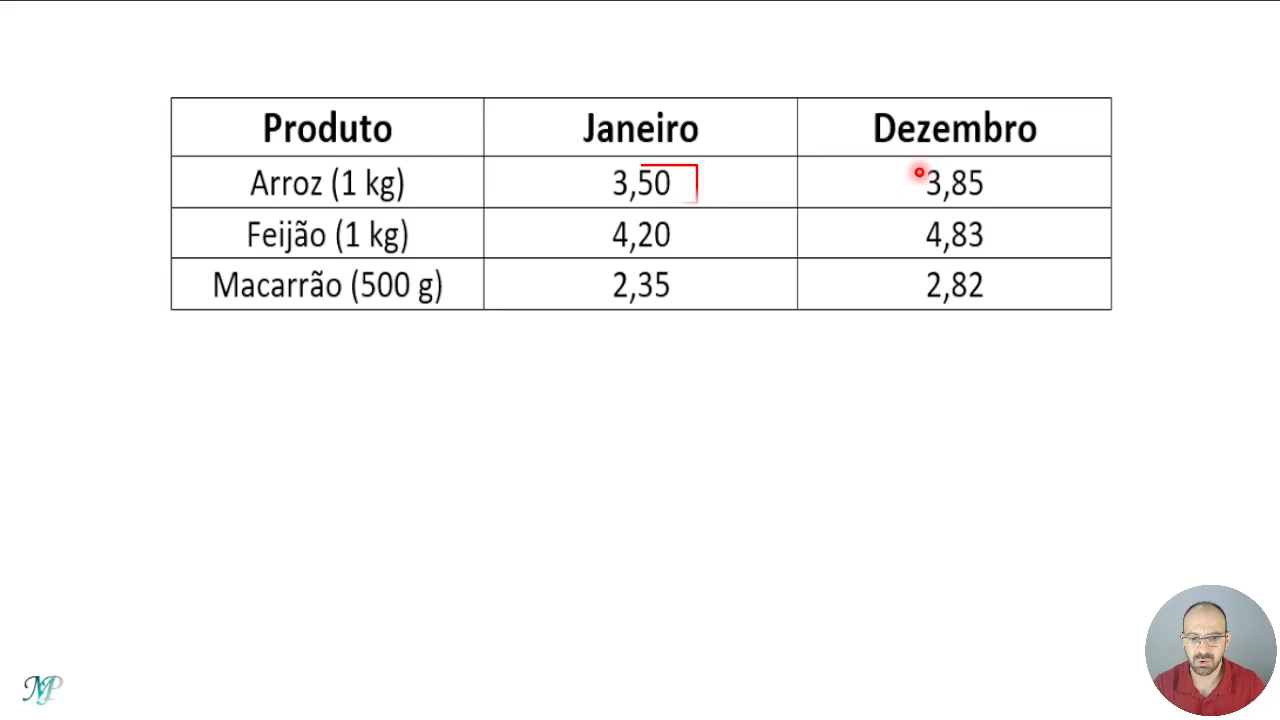 Produto Janeiro Dezembro
Arroz (1 kg) 3,50 3,85
Feijão (1 kg) 4,20 4,83
Macarrão (500 g) 2,35 2,82
MP